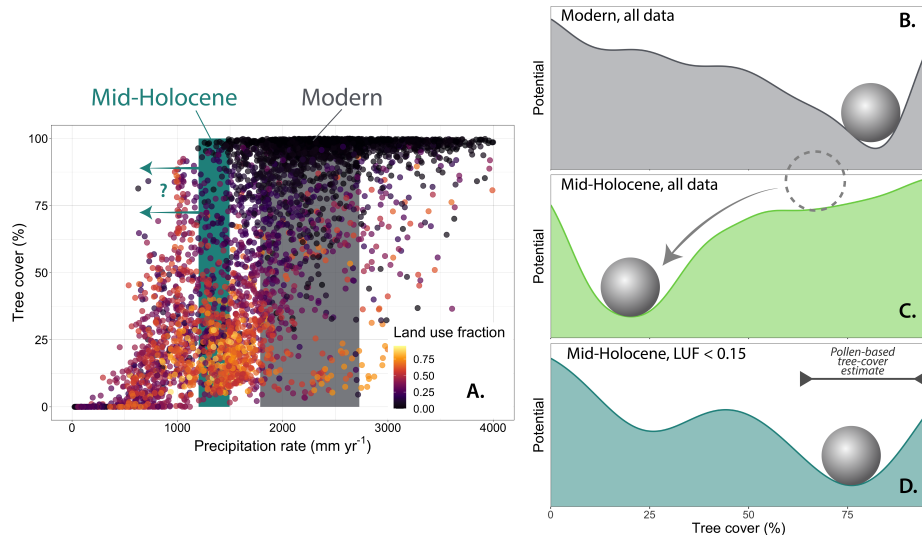 Mid-Holocene
Modern
?
Tree cover (%)
100
75
50
25
0
0
1000
2000
3000
4000
Precipitation rate (mm yr-1)
Land use fraction
0.75
0.50
0.25
0.00
A.
Modern, all data
B.
Potential
Mid-Holocene, all data
C.
Potential
Mid-Holocene, LUF < 0.15
Pollen-based
tree-cover
estimate
D.
Potential
0
25
50
75
Tree cover (%)